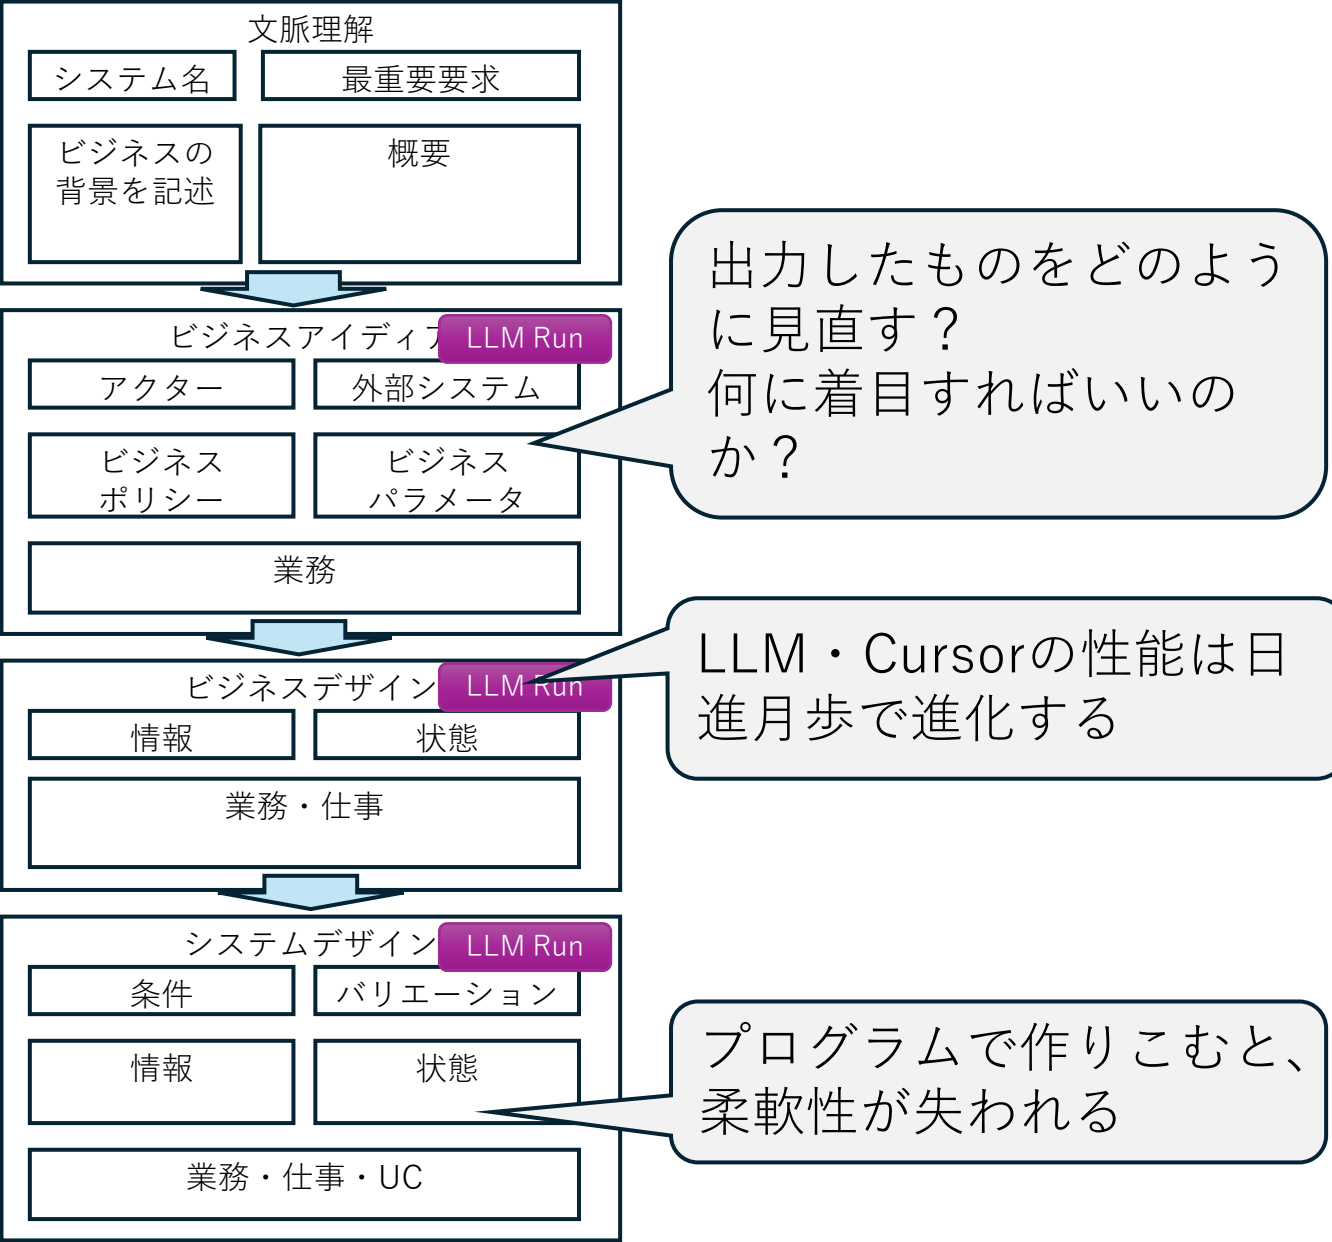 文脈理解
システム名
最重要要求
ビジネスの
背景を記述
概要
ビジネスアイディア
LLM Run
アクター
外部システム
ビジネス
ポリシー
ビジネス
パラメータ
業務
出力したものをどのよう
に見直す？
何に着目すればいいの
か？
ビジネスデザイン
LLM Run
情報
状態
業務・仕事
LLM・Cursorの性能は日
進月歩で進化する
システムデザイン
LLM Run
条件
バリエーション
情報
状態
業務・仕事・UC
プログラムで作りこむと、
柔軟性が失われる